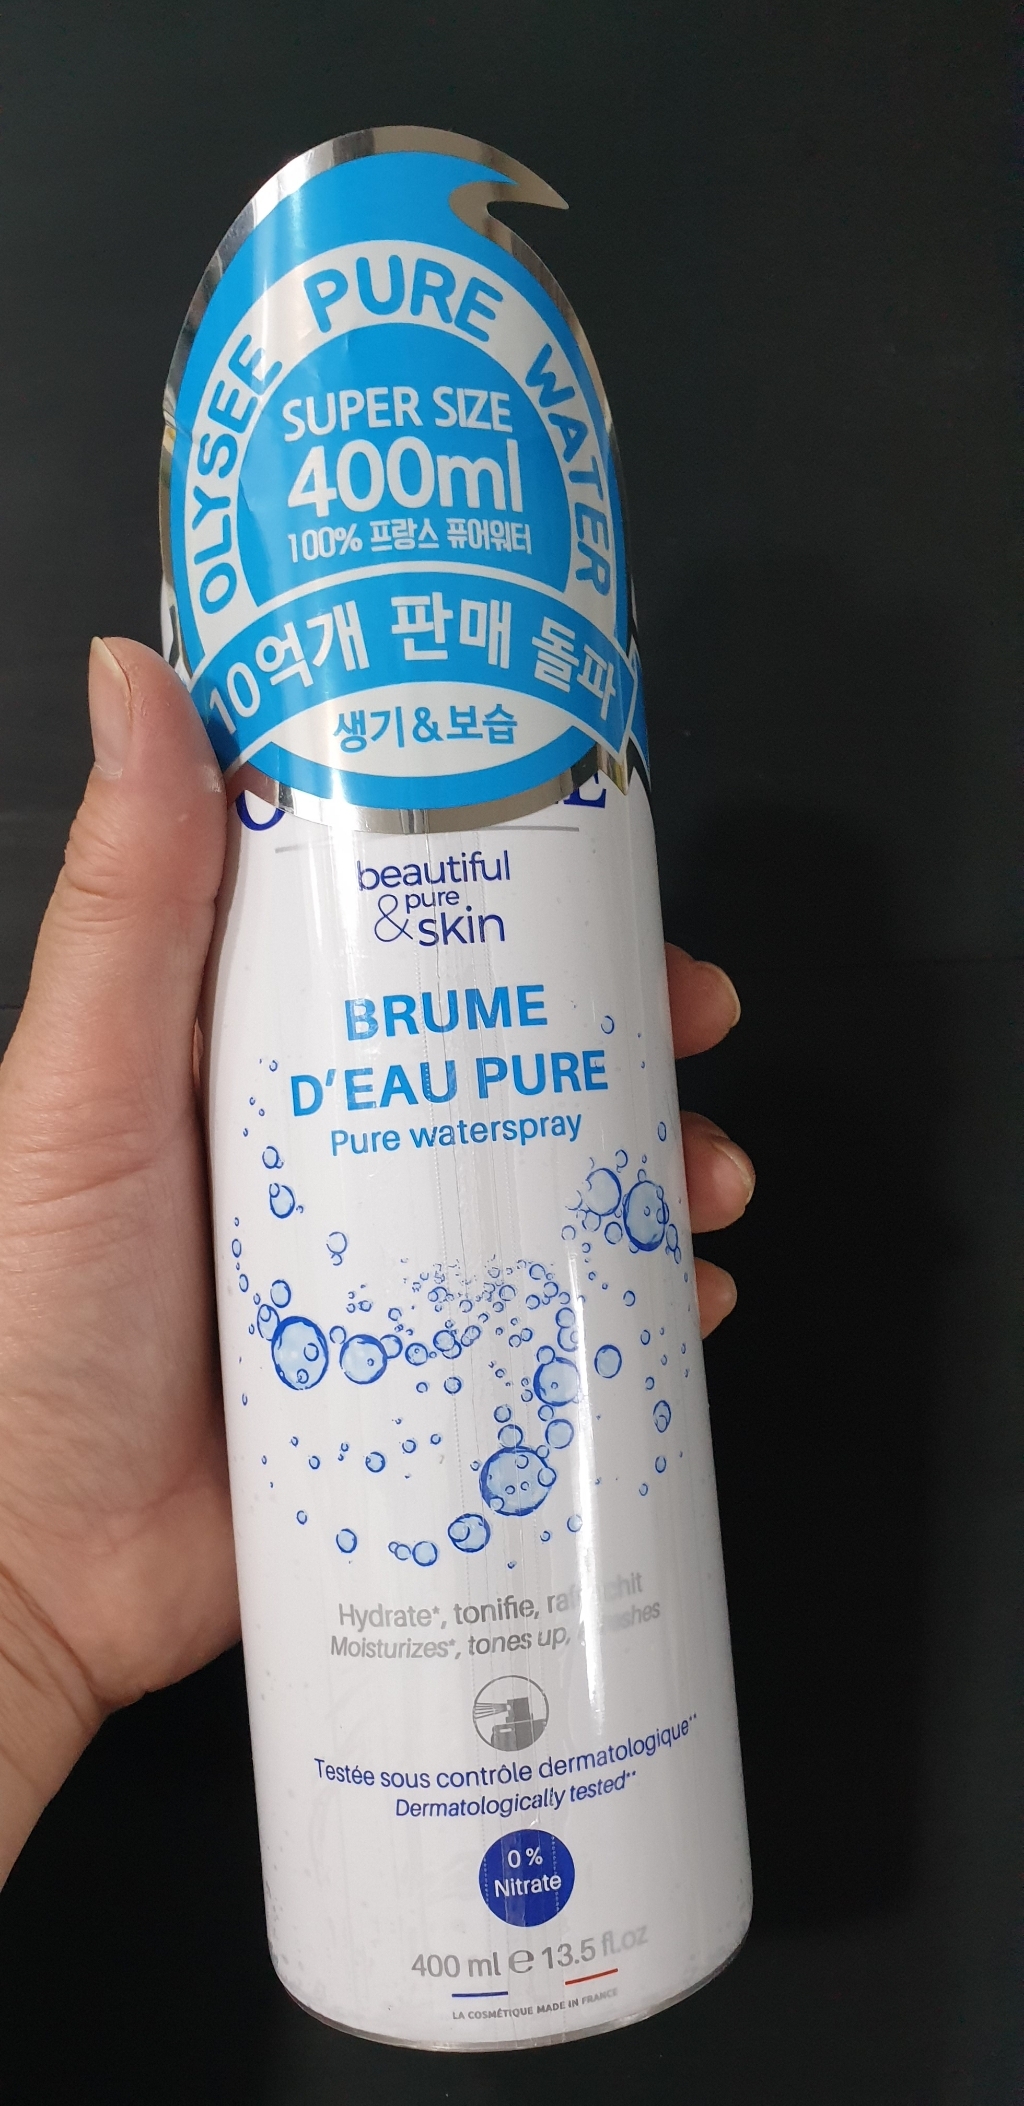 OLYSEE PURE WATER
SUPER SIZE
400ml
100% 프랑스 퓨어워터
10억개 판매 돌파
생기&보습
beautiful
pure
&skin
BRUME
D'EAU PURE
Pure waterspray
Hydrate*, tonifie,
Moisturizes*, tones up,
Testée sous contrôle dermatologique**
Dermatologically tested**
0 %
Nitrate
400 ml e 13.5 fl.oz
LA COSMÉTIQUE MADE IN FRANCE